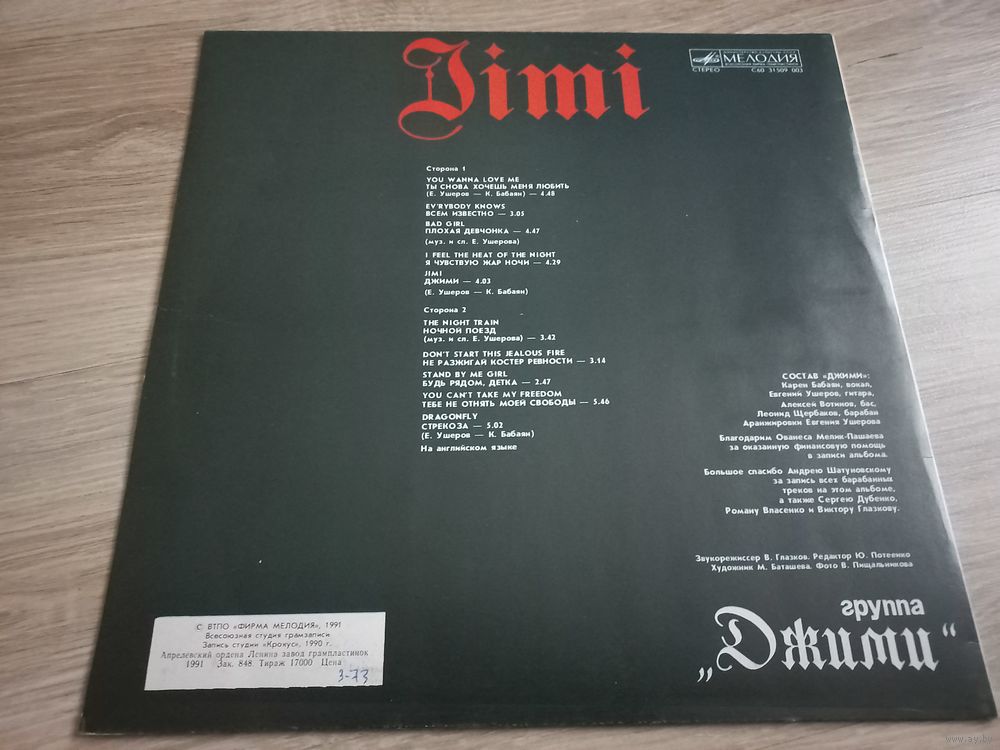 Jimi
МЕЛОДИЯ
СТЕРЕО С60 31509 003
Сторона 1
YOU WANNA LOVE ME
ТЫ СНОВА ХОЧЕШЬ МЕНЯ ЛЮБИТЬ
(Е. Ушеров — К. Бабаян) — 4.48
EV'RYBODY KNOWS
ВСЕМ ИЗВЕСТНО — 3.05
BAD GIRL
ПЛОХАЯ ДЕВЧОНКА — 4.47
(муз. и сл. Е. Ушерова)
I FEEL THE HEAT OF THE NIGHT
Я ЧУВСТВУЮ ЖАР НОЧИ — 4.29
JIMI
ДЖИМИ — 4.03
(Е. Ушеров — К. Бабаян)
Сторона 2
THE NIGHT TRAIN
НОЧНОЙ ПОЕЗД
(муз. и сл. Е. Ушерова) — 3.42
DON'T START THIS JEALOUS FIRE
НЕ РАЗЖИГАЙ КОСТЕР РЕВНОСТИ — 3.14
STAND BY ME GIRL
БУДЬ РЯДОМ, ДЕТКА — 2.47
YOU CAN'T TAKE MY FREEDOM
ТЕБЕ НЕ ОТНЯТЬ МОЕЙ СВОБОДЫ — 5.46
DRAGONFLY
СТРЕКОЗА — 5.02
(Е. Ушеров — К. Бабаян)
На английском языке
СОСТАВ «ДЖИМИ»:
Карен Бабаян, вокал,
Евгений Ушеров, гитара,
Алексей Вотинов, бас,
Леонид Щербаков, барабан
Аранжировки Евгения Ушерова
Благодарим Ованеса Мелик-Пашаева
за оказанную финансовую помощь
в записи альбома.
Большое спасибо Андрею Шатуновскому
за запись всех барабанных
треков на этом альбоме,
а также Сергею Дубенко,
Роману Власенко и Виктору Глазкову.
Звукорежиссер В. Глазков. Редактор Ю. Потеенко
Художник М. Баташева. Фото В. Пищальникова
группа
„Джими“
С ВТПО «ФИРМА МЕЛОДИЯ», 1991
Всесоюзная студия грамзаписи
Запись студии «Крокус», 1990 г.
Апрелевский ордена Ленина завод грампластинок
1991 Зак. 848. Тираж 17000 Цена
3-73
www.ay.by